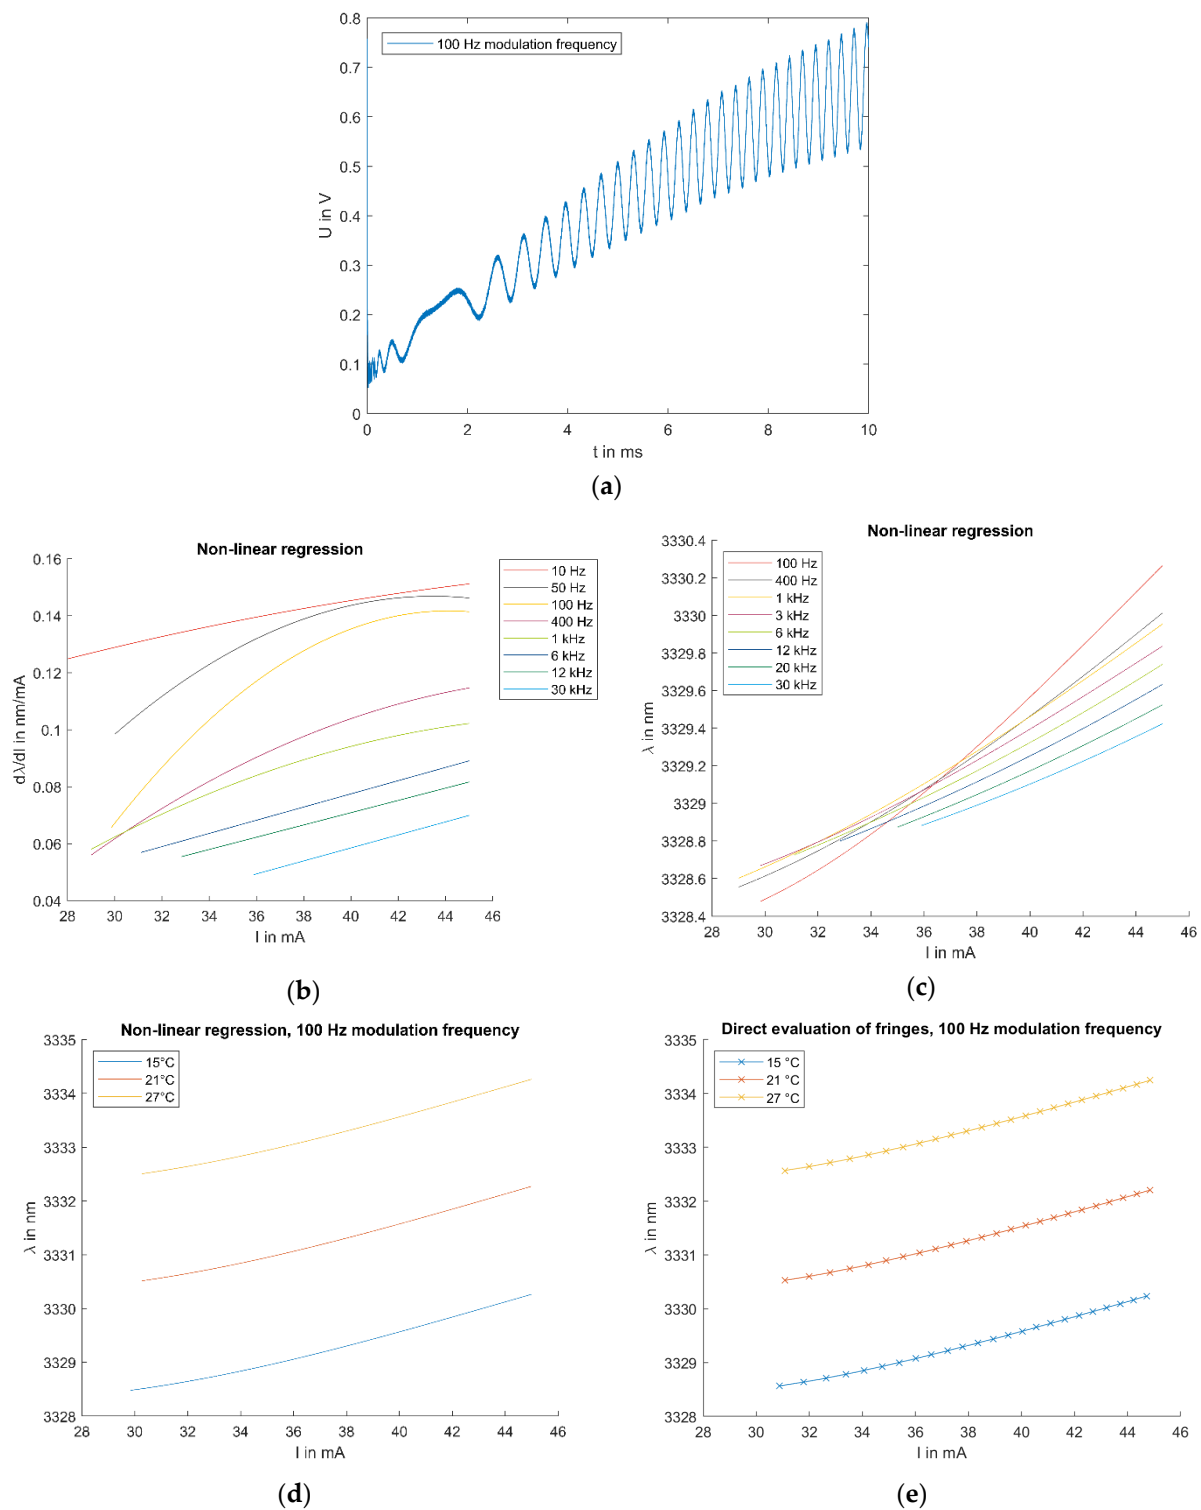 0.8
0.7
0.6
0.5
0.4
0.3
0.2
0.1
0
U in V
100 Hz modulation frequency
0 2 4 6 8 10
t in ms
(a)
Non-linear regression
0.16
0.14
0.12
0.1
0.08
0.06
0.04
dλ/dI in nm/mA
10 Hz
50 Hz
100 Hz
400 Hz
1 kHz
6 kHz
12 kHz
30 kHz
28 30 32 34 36 38 40 42 44 46
I in mA
(b)
Non-linear regression
3330.4
3330.2
3330
3329.8
3329.6
3329.4
3329.2
3329
3328.8
3328.6
3328.4
λ in nm
100 Hz
400 Hz
1 kHz
3 kHz
6 kHz
12 kHz
20 kHz
30 kHz
28 30 32 34 36 38 40 42 44 46
I in mA
(c)
Non-linear regression, 100 Hz modulation frequency
3335
3334
3333
3332
3331
3330
3329
3328
λ in nm
15°C
21°C
27°C
28 30 32 34 36 38 40 42 44 46
I in mA
(d)
Direct evaluation of fringes, 100 Hz modulation frequency
3335
3334
3333
3332
3331
3330
3329
3328
λ in nm
15 °C
21 °C
27 °C
28 30 32 34 36 38 40 42 44 46
I in mA
(e)